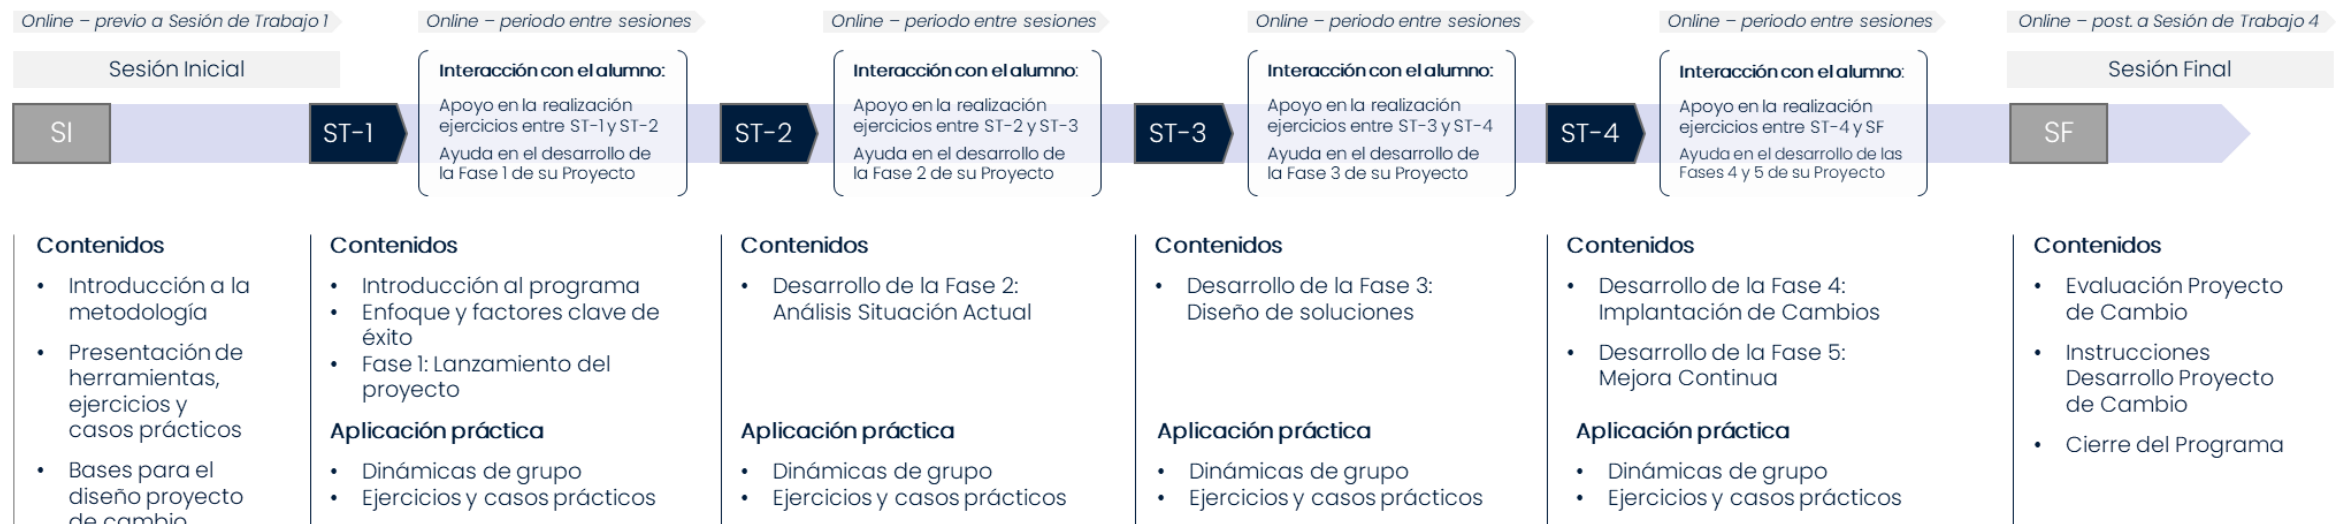 Online – previo a Sesión de Trabajo 1
Online – periodo entre sesiones
Online – periodo entre sesiones
Online – periodo entre sesiones
Online – periodo entre sesiones
Online – post. a Sesión de Trabajo 4
Sesión Inicial
Sesión Final
SI
ST-1
Interacción con el alumno:
Apoyo en la realización
ejercicios entre ST-1 y ST-2
Ayuda en el desarrollo de
la Fase 1 de su Proyecto
ST-2
Interacción con el alumno:
Apoyo en la realización
ejercicios entre ST-2 y ST-3
Ayuda en el desarrollo de
la Fase 2 de su Proyecto
ST-3
Interacción con el alumno:
Apoyo en la realización
ejercicios entre ST-3 y ST-4
Ayuda en el desarrollo de
la Fase 3 de su Proyecto
ST-4
Interacción con el alumno:
Apoyo en la realización
ejercicios entre ST-4 y SF
Ayuda en el desarrollo de las
Fases 4 y 5 de su Proyecto
SF
Contenidos
• Introducción a la
metodología
• Presentación de
herramientas,
ejercicios y
casos prácticos
• Bases para el
diseño proyecto
de cambio
Contenidos
• Introducción al programa
• Enfoque y factores clave de
éxito
• Fase 1: Lanzamiento del
proyecto
Aplicación práctica
• Dinámicas de grupo
• Ejercicios y casos prácticos
Contenidos
• Desarrollo de la Fase 2:
Análisis Situación Actual
Aplicación práctica
• Dinámicas de grupo
• Ejercicios y casos prácticos
Contenidos
• Desarrollo de la Fase 3:
Diseño de soluciones
Aplicación práctica
• Dinámicas de grupo
• Ejercicios y casos prácticos
Contenidos
• Desarrollo de la Fase 4:
Implantación de Cambios
• Desarrollo de la Fase 5:
Mejora Continua
Aplicación práctica
• Dinámicas de grupo
• Ejercicios y casos prácticos
Contenidos
• Evaluación Proyecto
de Cambio
• Instrucciones
Desarrollo Proyecto
de Cambio
• Cierre del Programa